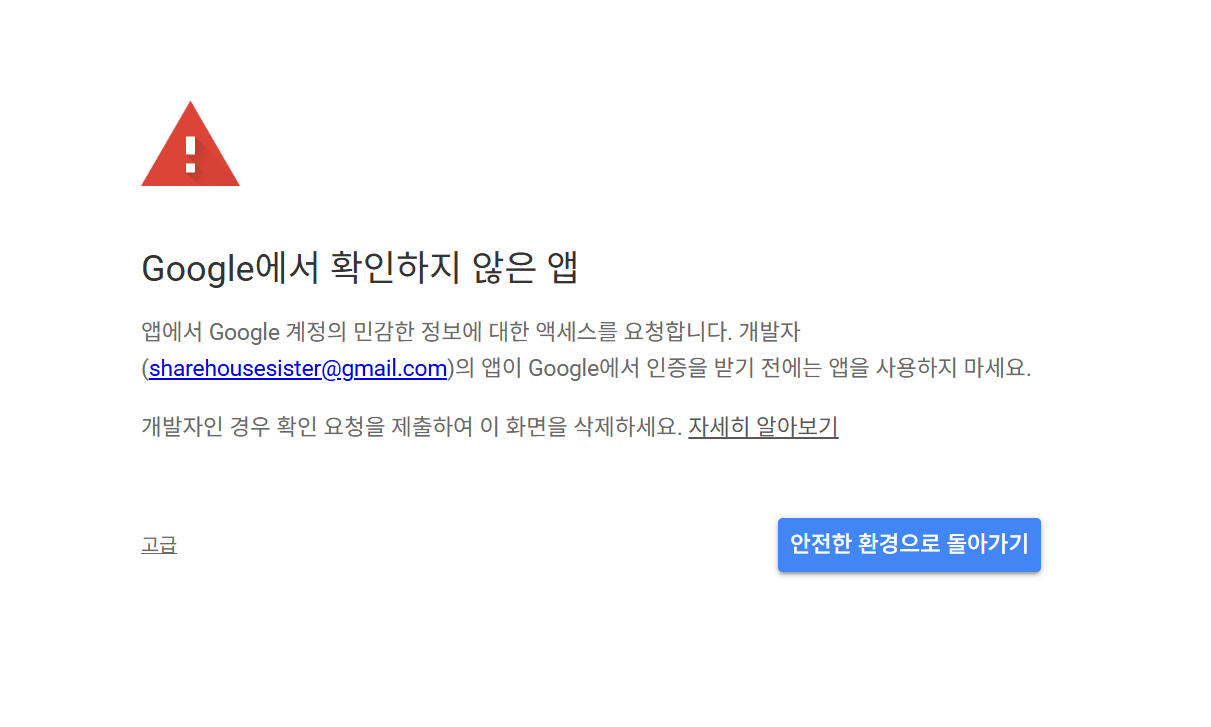 Google에서 확인하지 않은 앱
앱에서 Google 계정의 민감한 정보에 대한 액세스를 요청합니다. 개발자
(sharehousesister@gmail.com)의 앱이 Google에서 인증을 받기 전에는 앱을 사용하지 마세요.
개발자인 경우 확인 요청을 제출하여 이 화면을 삭제하세요. 자세히 알아보기
고급
안전한 환경으로 돌아가기